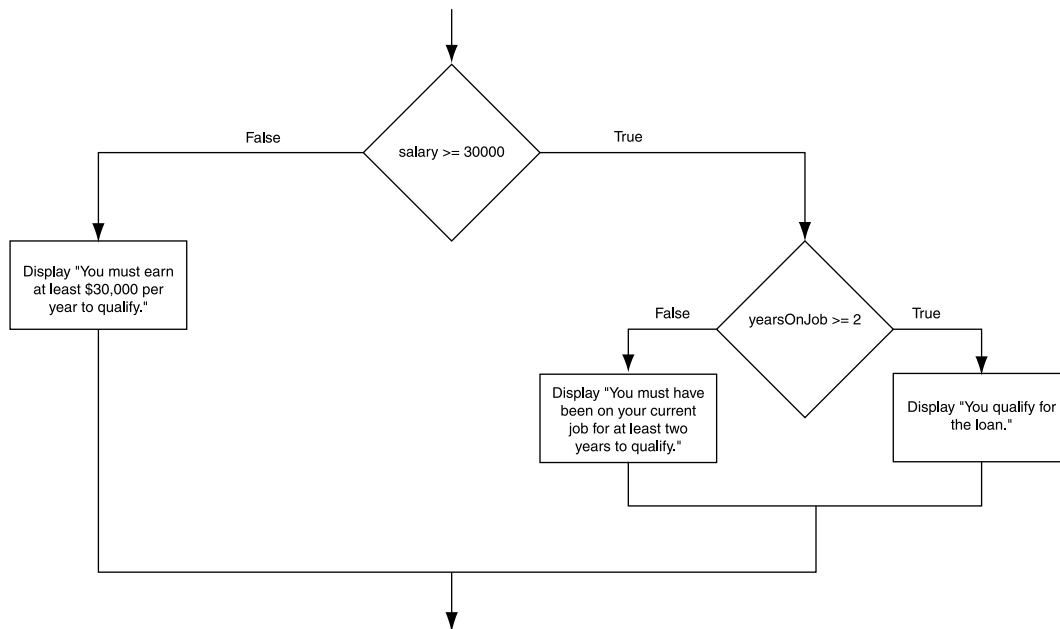 False
salary >= 30000
True
Display "You must earn
at least $30,000 per
year to qualify."
False
yearsOnJob >= 2
True
Display "You must have
been on your current
job for at least two
years to qualify."
Display "You qualify for
the loan."